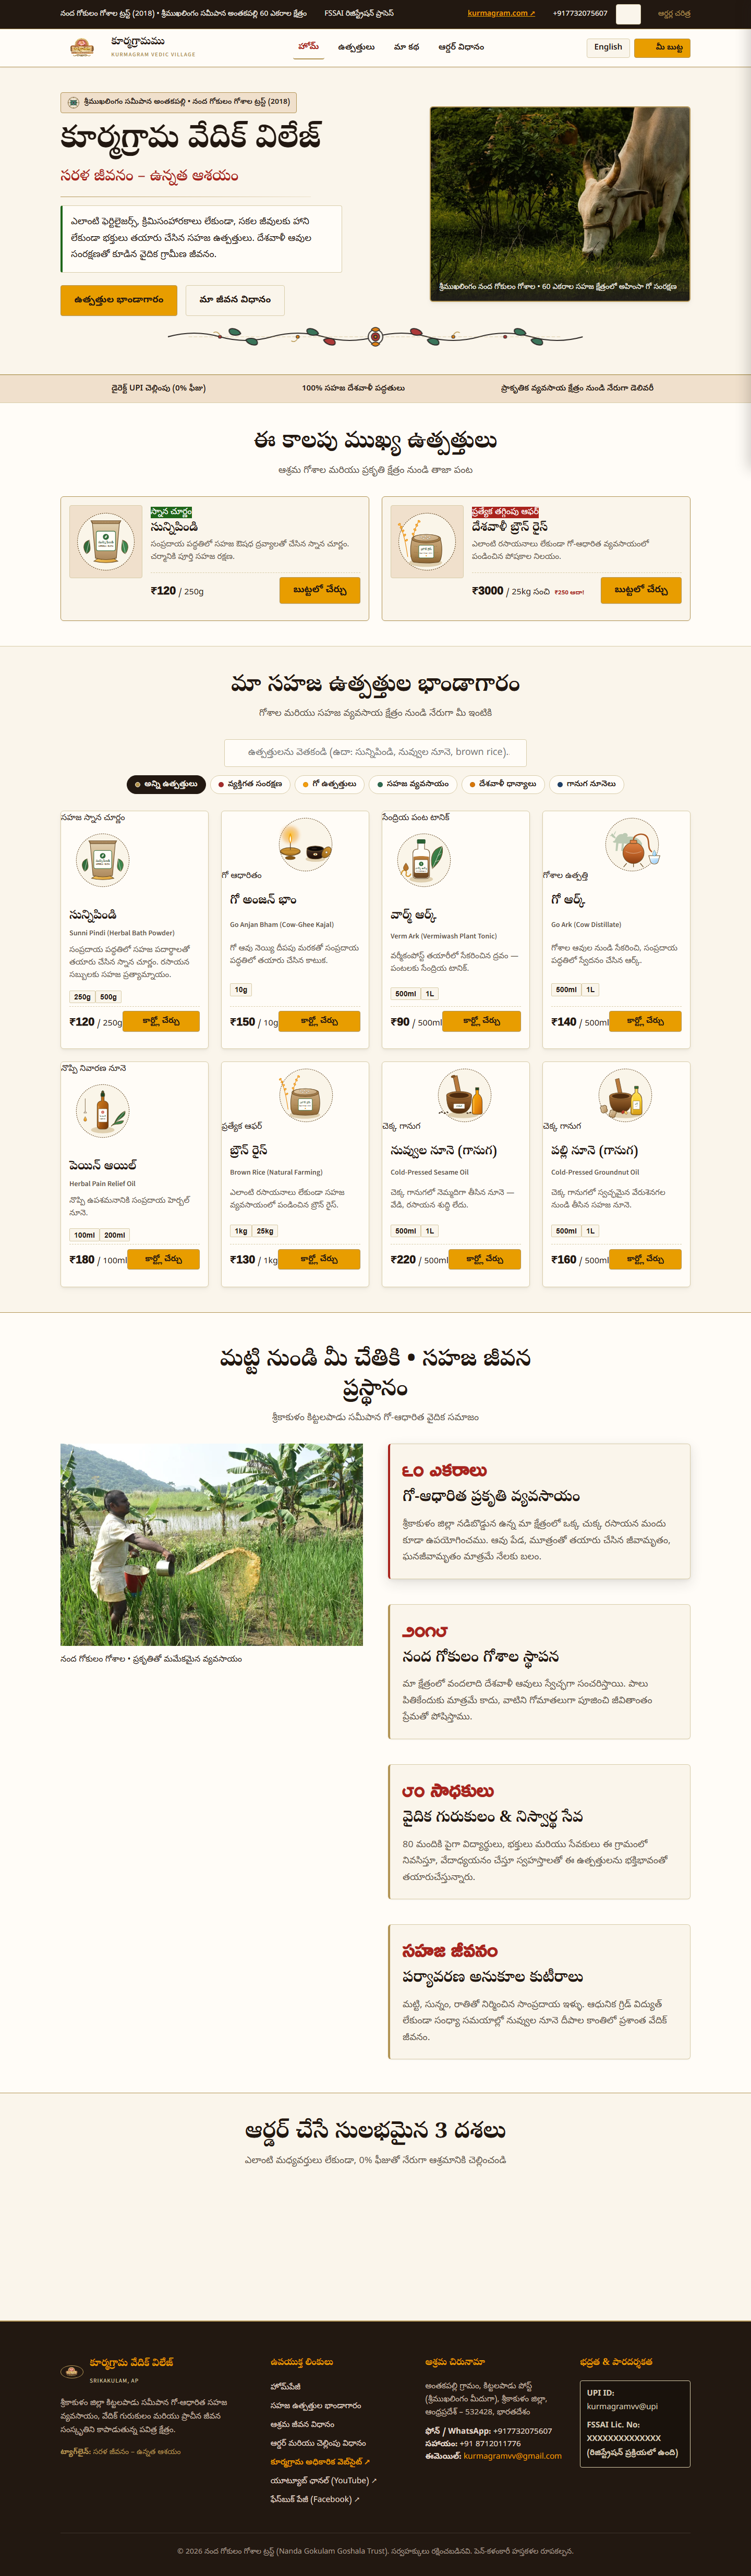 నంద గోకులం గోశాల ట్రస్ట్ (2018) • శ్రీముఖలింగం సమీపాన అంతకపల్లి 60 ఎకరాల క్షేత్రం
FSSAI రిజిస్ట్రేషన్ ప్రాసెస్
kurmagram.com ↗
+917732075607
ఆర్డర్ల చరిత్ర
కూర్మగ్రామము
KURMAGRAM VEDIC VILLAGE
హోమ్
ఉత్పత్తులు
మా కథ
ఆర్డర్ విధానం
English
మీ బుట్ట
శ్రీముఖలింగం సమీపాన అంతకపల్లి • నంద గోకులం గోశాల ట్రస్ట్ (2018)
కూర్మగ్రామ వేదిక్ విలేజ్
సరళ జీవనం – ఉన్నత ఆశయం
ఎలాంటి ఫెర్టిలైజర్స్, క్రిమిసంహారకాలు లేకుండా, సకల జీవులకు హాని
లేకుండా భక్తులు తయారు చేసిన సహజ ఉత్పత్తులు. దేశవాళీ ఆవుల
సంరక్షణతో కూడిన వైదిక గ్రామీణ జీవనం.
ఉత్పత్తుల భాండాగారం
మా జీవన విధానం
శ్రీముఖలింగం నంద గోకులం గోశాల • 60 ఎకరాల సహజ క్షేత్రంలో అహింసా గో సంరక్షణ
డైరెక్ట్ UPI చెల్లింపు (0% ఫీజు)
100% సహజ దేశవాళీ పద్ధతులు
ప్రాకృతిక వ్యవసాయ క్షేత్రం నుండి నేరుగా డెలివరీ
ఈ కాలపు ముఖ్య ఉత్పత్తులు
ఆశ్రమ గోశాల మరియు ప్రకృతి క్షేత్రం నుండి తాజా పంట
స్నాన చూర్ణం
సున్నిపిండి
సంప్రదాయ పద్ధతిలో సహజ ఔషధ ద్రవ్యాలతో చేసిన స్నాన చూర్ణం.
చర్మానికి పూర్తి సహజ రక్షణ.
₹120 / 250g
బుట్టలో చేర్చు
ప్రత్యేక తగ్గింపు ఆఫర్
దేశవాళీ బ్రౌన్ రైస్
ఎలాంటి రసాయనాలు లేకుండా గో-ఆధారిత వ్యవసాయంలో
పండించిన పోషకాల నిలయం.
₹3000 / 25kg సంచి ₹250 ఆదా!
బుట్టలో చేర్చు
మా సహజ ఉత్పత్తుల భాండాగారం
గోశాల మరియు సహజ వ్యవసాయ క్షేత్రం నుండి నేరుగా మీ ఇంటికి
ఉత్పత్తులను వెతకండి (ఉదా: సున్నిపిండి, నువ్వుల నూనె, brown rice).
అన్ని ఉత్పత్తులు
వ్యక్తిగత సంరక్షణ
గో ఉత్పత్తులు
సహజ వ్యవసాయం
దేశవాళీ ధాన్యాలు
గానుగ నూనెలు
సహజ స్నాన చూర్ణం
సున్నిపిండి
Sunni Pindi (Herbal Bath Powder)
సంప్రదాయ పద్ధతిలో సహజ పదార్థాలతో
తయారు చేసిన స్నాన చూర్ణం. రసాయన
సబ్బులకు సహజ ప్రత్యామ్నాయం.
250g 500g
₹120 / 250g
కార్ట్లో చేర్చు
గో ఆధారితం
గో అంజన్ భాం
Go Anjan Bham (Cow-Ghee Kajal)
గో ఆవు నెయ్యి దీపపు మరకతో సంప్రదాయ
పద్ధతిలో తయారు చేసిన కాటుక.
10g
₹150 / 10g
కార్ట్లో చేర్చు
సేంద్రియ పంట టానిక్
వార్మ్ ఆర్క్
Verm Ark (Vermiwash Plant Tonic)
వర్మీకంపోస్ట్ తయారీలో సేకరించిన ద్రవం —
పంటలకు సేంద్రియ టానిక్.
500ml 1L
₹90 / 500ml
కార్ట్లో చేర్చు
గోశాల ఉత్పత్తి
గో ఆర్క్
Go Ark (Cow Distillate)
గోశాల ఆవుల నుండి సేకరించి, సంప్రదాయ
పద్ధతిలో స్వేదనం చేసిన ఆర్క్.
500ml 1L
₹140 / 500ml
కార్ట్లో చేర్చు
నొప్పి నివారణ నూనె
పెయిన్ ఆయిల్
Herbal Pain Relief Oil
నొప్పి ఉపశమనానికి సంప్రదాయ హెర్బల్
నూనె.
100ml 200ml
₹180 / 100ml
కార్ట్లో చేర్చు
ప్రత్యేక ఆఫర్
బ్రౌన్ రైస్
Brown Rice (Natural Farming)
ఎలాంటి రసాయనాలు లేకుండా సహజ
వ్యవసాయంలో పండించిన బ్రౌన్ రైస్.
1kg 25kg
₹130 / 1kg
కార్ట్లో చేర్చు
చెక్క గానుగ
నువ్వుల నూనె (గానుగ)
Cold-Pressed Sesame Oil
చెక్క గానుగలో నెమ్మదిగా తీసిన నూనె —
వేడి, రసాయన శుద్ధి లేదు.
500ml 1L
₹220 / 500ml
కార్ట్లో చేర్చు
చెక్క గానుగ
పల్లి నూనె (గానుగ)
Cold-Pressed Groundnut Oil
చెక్క గానుగలో స్వచ్ఛమైన వేరుశెనగల
నుండి తీసిన సహజ నూనె.
500ml 1L
₹160 / 500ml
కార్ట్లో చేర్చు
మట్టి నుండి మీ చేతికి • సహజ జీవన
ప్రస్థానం
శ్రీకాకుళం కిట్టలపాడు సమీపాన గో-ఆధారిత వైదిక సమాజం
నంద గోకులం గోశాల • ప్రకృతితో మమేకమైన వ్యవసాయం
౬౦ ఎకరాలు
గో-ఆధారిత ప్రకృతి వ్యవసాయం
శ్రీకాకుళం జిల్లా నడిబొడ్డున ఉన్న మా క్షేత్రంలో ఒక్క చుక్క రసాయన మందు
కూడా ఉపయోగించము. ఆవు పేడ, మూత్రంతో తయారు చేసిన జీవామృతం,
ఘనజీవామృతం మాత్రమే నేలకు బలం.
౨౦౧౮
నంద గోకులం గోశాల స్థాపన
మా క్షేత్రంలో వందలాది దేశవాళీ ఆవులు స్వేచ్ఛగా సంచరిస్తాయి. పాలు
పితికేందుకు మాత్రమే కాదు, వాటిని గోమాతలుగా పూజించి జీవితాంతం
ప్రేమతో పోషిస్తాము.
౮౦ సాధకులు
వైదిక గురుకులం & నిస్వార్థ సేవ
80 మందికి పైగా విద్యార్థులు, భక్తులు మరియు సేవకులు ఈ గ్రామంలో
నివసిస్తూ, వేదాధ్యయనం చేస్తూ స్వహస్తాలతో ఈ ఉత్పత్తులను భక్తిభావంతో
తయారుచేస్తున్నారు.
సహజ జీవనం
పర్యావరణ అనుకూల కుటీరాలు
మట్టి, సున్నం, రాతితో నిర్మించిన సాంప్రదాయ ఇళ్ళు. ఆధునిక గ్రిడ్ విద్యుత్
లేకుండా సంధ్యా సమయాల్లో నువ్వుల నూనె దీపాల కాంతిలో ప్రశాంత వేదిక్
జీవనం.
ఆర్డర్ చేసే సులభమైన 3 దశలు
ఎలాంటి మధ్యవర్తులు లేకుండా, 0% ఫీజుతో నేరుగా ఆశ్రమానికి చెల్లించండి
కూర్మగ్రామ వేదిక్ విలేజ్
SRIKAKULAM, AP
శ్రీకాకుళం జిల్లా కిట్టలపాడు సమీపాన గో-ఆధారిత సహజ
వ్యవసాయం, వేదిక్ గురుకులం మరియు ప్రాచీన జీవన
సంస్కృతిని కాపాడుతున్న పవిత్ర క్షేత్రం.
ట్యాగ్‌లైన్: సరళ జీవనం – ఉన్నత ఆశయం
ఉపయుక్త లింకులు
హోమ్‌పేజీ
సహజ ఉత్పత్తుల భాండాగారం
ఆశ్రమ జీవన విధానం
ఆర్డర్ మరియు చెల్లింపు విధానం
కూర్మగ్రామ అధికారిక వెబ్‌సైట్ ↗
యూట్యూబ్ ఛానల్ (YouTube) ↗
ఫేస్‌బుక్ పేజీ (Facebook) ↗
ఆశ్రమ చిరునామా
అంతకపల్లి గ్రామం, కిట్టలపాడు పోస్ట్
(శ్రీముఖలింగం మీదుగా), శ్రీకాకుళం జిల్లా,
ఆంధ్రప్రదేశ్ – 532428, భారతదేశం
ఫోన్ / WhatsApp: +917732075607
సహాయం: +91 8712011776
ఈమెయిల్: kurmagramvv@gmail.com
భద్రత & పారదర్శకత
UPI ID:
kurmagramvv@upi
FSSAI Lic. No:
XXXXXXXXXXXXXX
(రిజిస్ట్రేషన్ ప్రక్రియలో ఉంది)
© 2026 నంద గోకులం గోశాల ట్రస్ట్ (Nanda Gokulam Goshala Trust). సర్వహక్కులు రక్షించబడినవి. పెన్-కళంకారీ హస్తకళల రూపకల్పన.